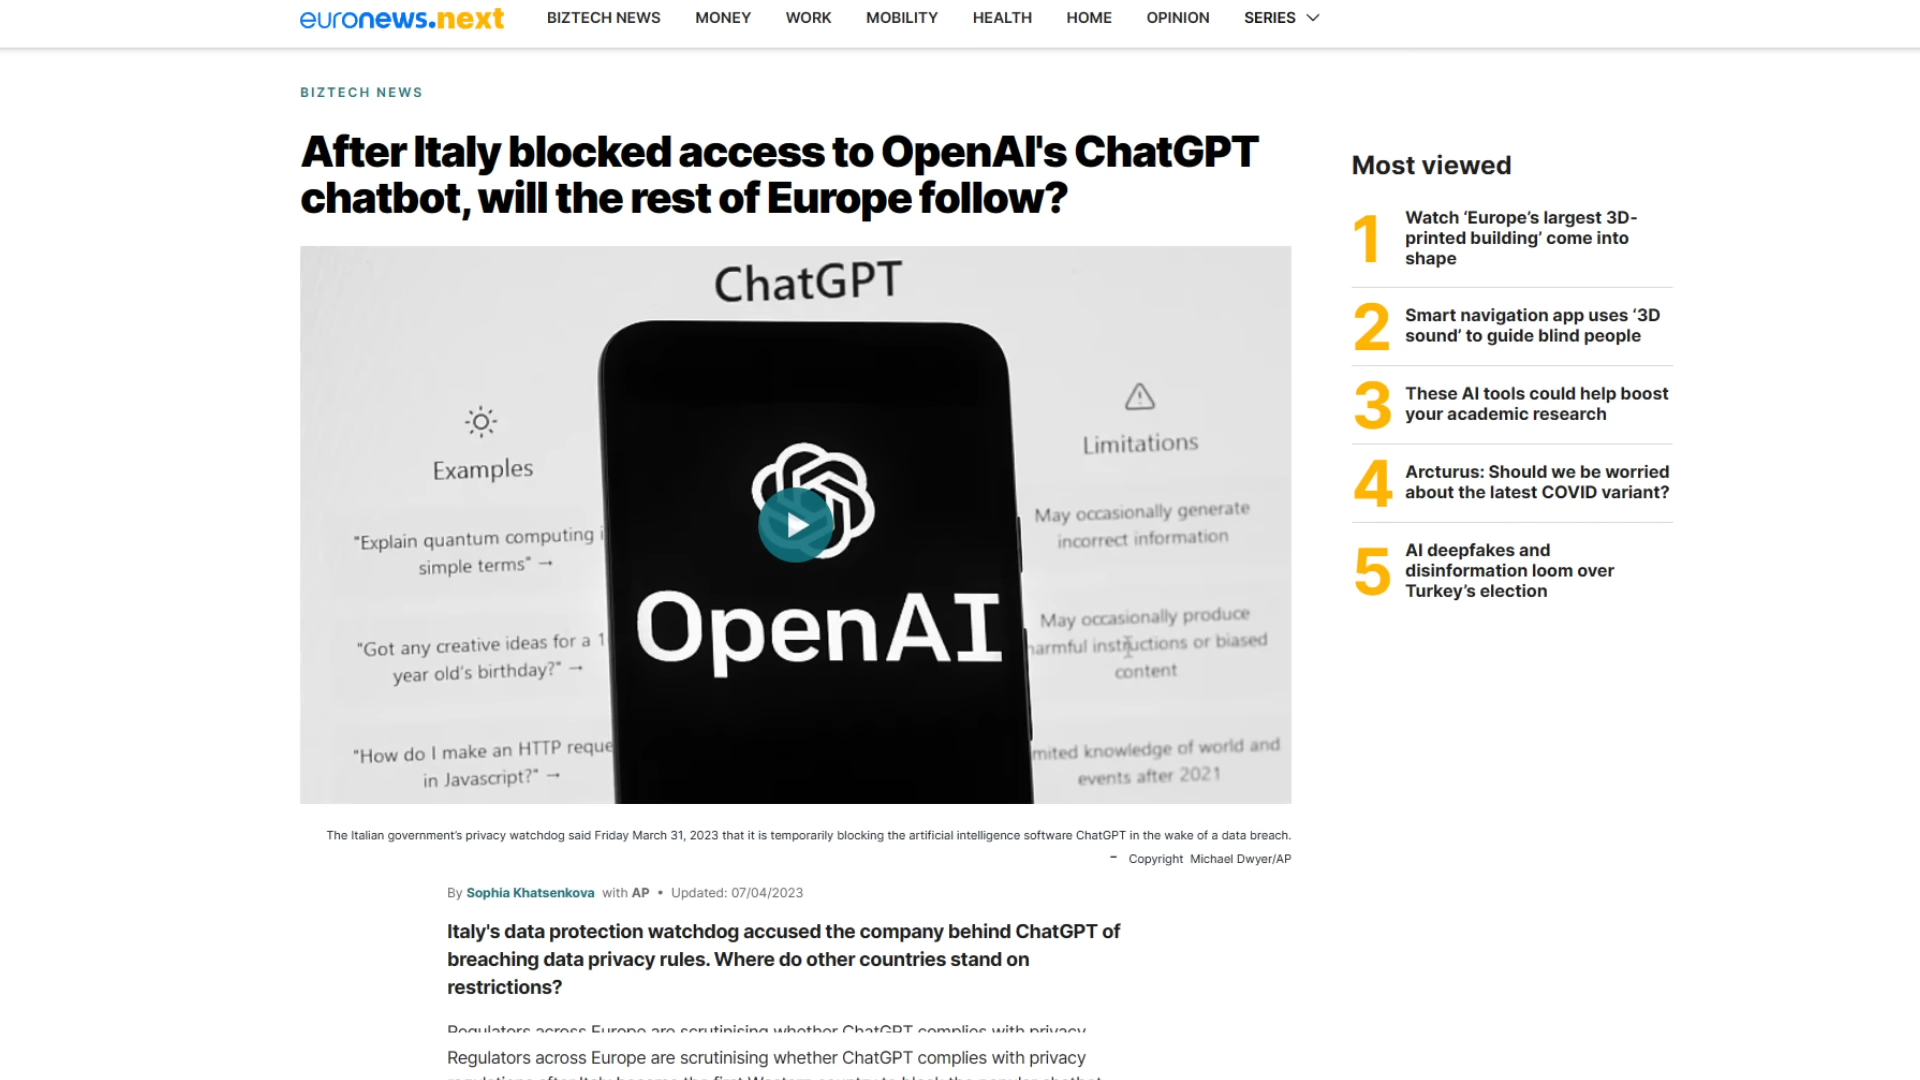 euronews.next
BIZTECH NEWS
MONEY
WORK
MOBILITY
HEALTH
HOME
OPINION
SERIES
BIZTECH NEWS
After Italy blocked access to OpenAI's ChatGPT
chatbot, will the rest of Europe follow?
ChatGPT
Examples
"Explain quantum computing
simple terms" →
"Got any creative ideas for a 1
year old's birthday?" →
"How do I make an HTTP
in Javascript?" →
OpenAI
Limitations
May occasionally generate
incorrect information
May occasionally produce
instructions or biased
content
knowledge of world and
events after 2021
The Italian government's privacy watchdog said Friday March 31, 2023 that it is temporarily blocking the artificial intelligence software ChatGPT in the wake of a data breach.
- Copyright Michael Dwyer/AP
By Sophia Khatsenkova with AP • Updated: 07/04/2023
Italy's data protection watchdog accused the company behind ChatGPT of
breaching data privacy rules. Where do other countries stand on
restrictions?
Regulators across Europe are scrutinising whether ChatGPT complies with privacy
Regulators across Europe are scrutinising whether ChatGPT complies with privacy
Most viewed
1 Watch ‘Europe’s largest 3D-
printed building’ come into
shape
2 Smart navigation app uses ‘3D
sound’ to guide blind people
3 These AI tools could help boost
your academic research
4 Arcturus: Should we be worried
about the latest COVID variant?
5 AI deepfakes and
disinformation loom over
Turkey’s election